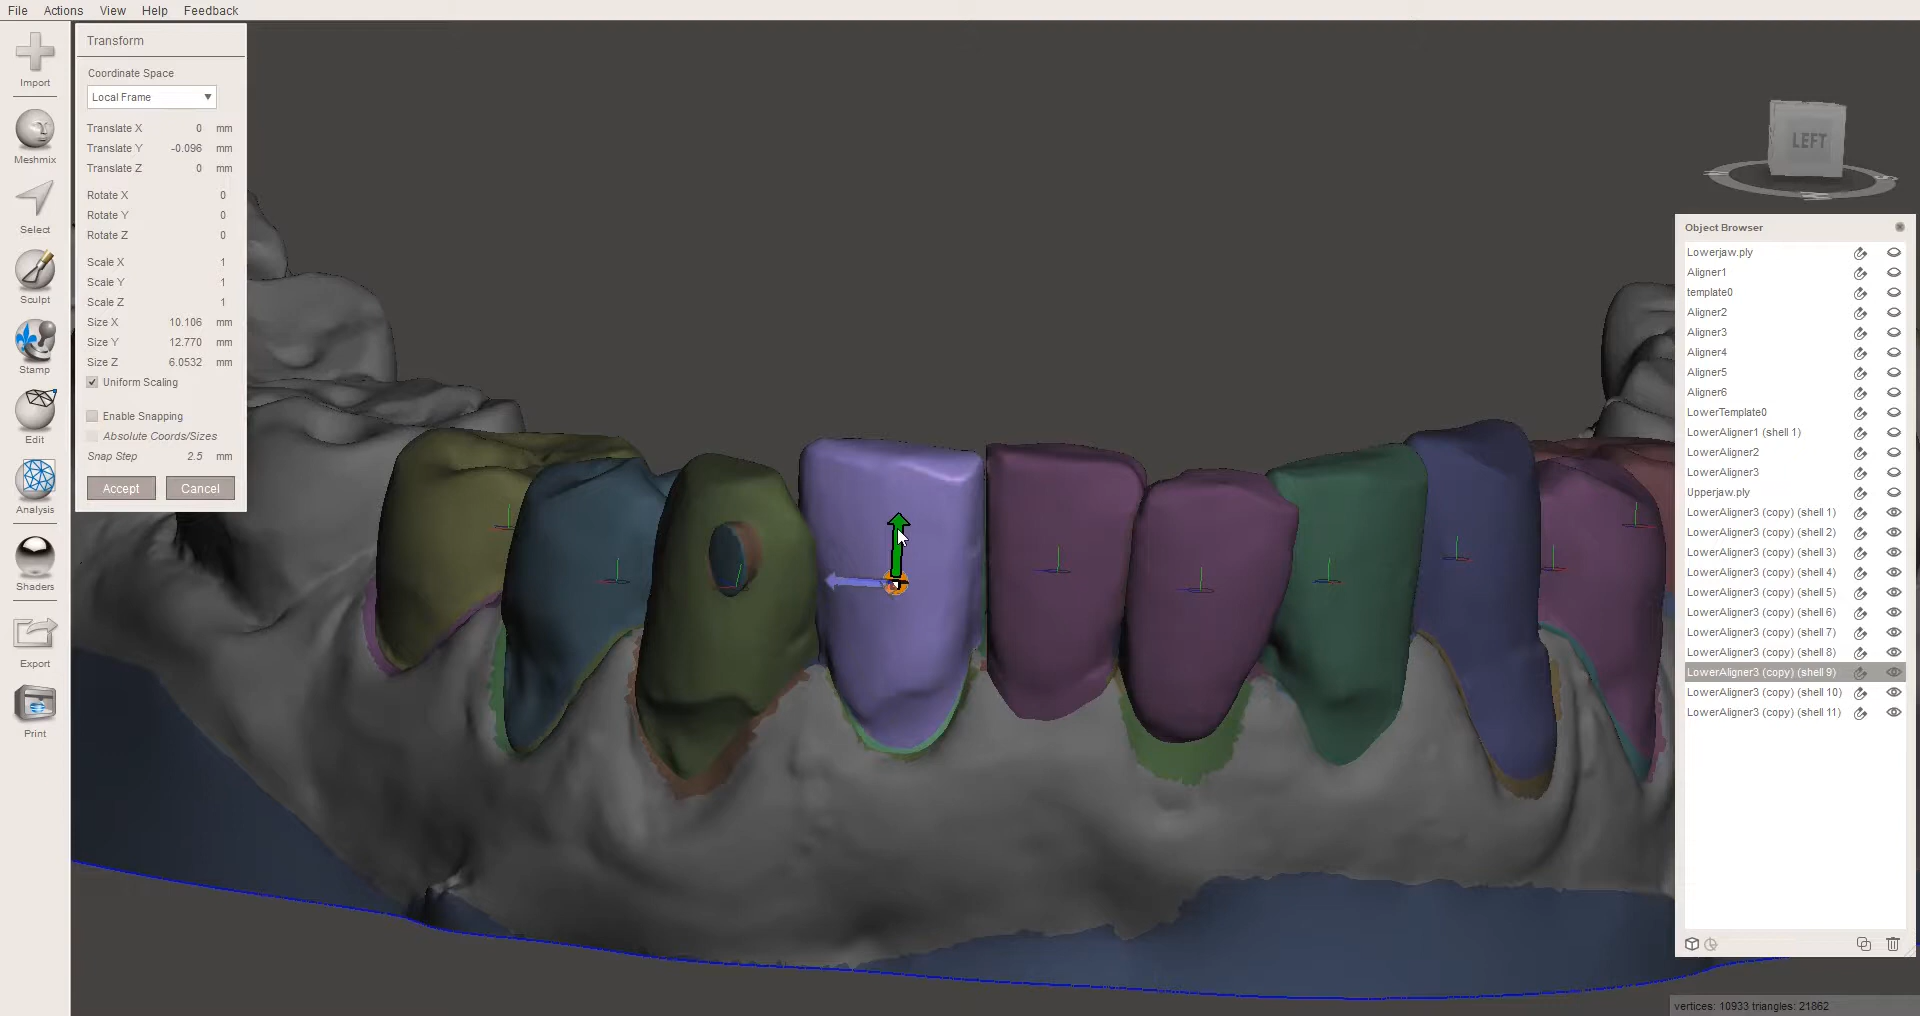 File Actions View Help Feedback
Import
Meshmix
Select
Sculpt
Stamp
Edit
Analysis
Shaders
Export
Print
Transform
Coordinate Space
Local Frame
Translate X 0 mm
Translate Y -0.096 mm
Translate Z 0 mm
Rotate X 0
Rotate Y 0
Rotate Z 0
Scale X 1
Scale Y 1
Scale Z 1
Size X 10.106 mm
Size Y 12.770 mm
Size Z 6.0532 mm
Uniform Scaling
Enable Snapping
Absolute Coords/Sizes
Snap Step 2.5 mm
Accept Cancel
LEFT
Object Browser
Lowerjaw.ply
Aligner1
template0
Aligner2
Aligner3
Aligner4
Aligner5
Aligner6
LowerTemplate0
LowerAligner1 (shell 1)
LowerAligner2
LowerAligner3
Upperjaw.ply
LowerAligner3 (copy) (shell 1)
LowerAligner3 (copy) (shell 2)
LowerAligner3 (copy) (shell 3)
LowerAligner3 (copy) (shell 4)
LowerAligner3 (copy) (shell 5)
LowerAligner3 (copy) (shell 6)
LowerAligner3 (copy) (shell 7)
LowerAligner3 (copy) (shell 8)
LowerAligner3 (copy) (shell 9)
LowerAligner3 (copy) (shell 10)
LowerAligner3 (copy) (shell 11)
vertices: 10933 triangles: 21862